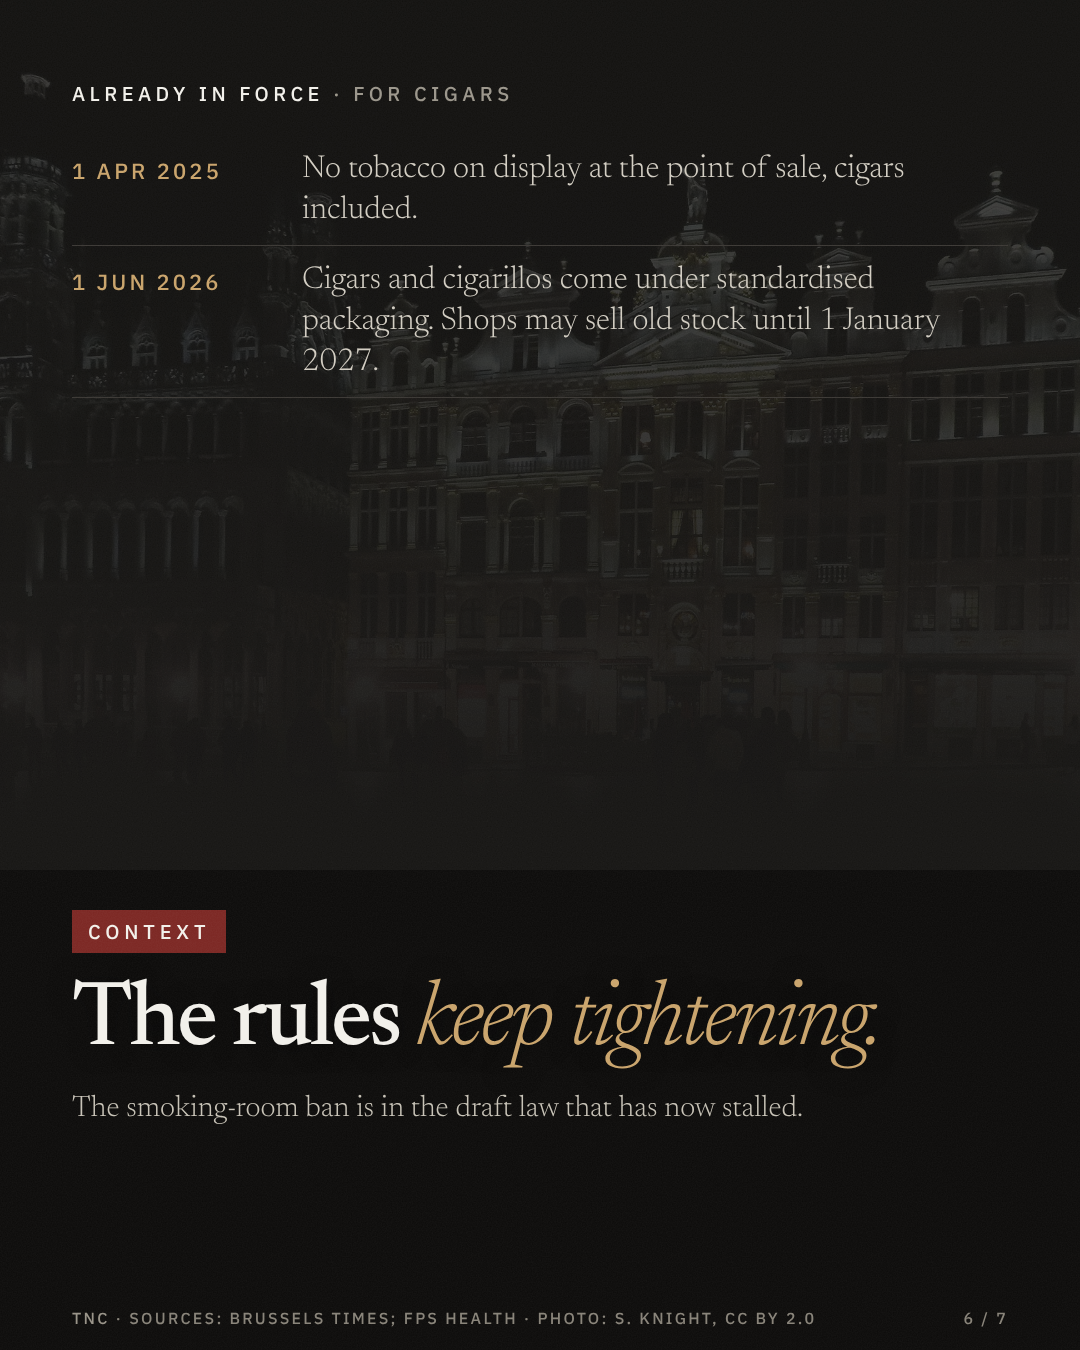 ALREADY IN FORCE · FOR CIGARS
1 APR 2025
No tobacco on display at the point of sale, cigars
included.
1 JUN 2026
Cigars and cigarillos come under standardised
packaging. Shops may sell old stock until 1 January
2027.
CONTEXT
The rules keep tightening.
The smoking-room ban is in the draft law that has now stalled.
TNC · SOURCES: BRUSSELS TIMES; FPS HEALTH · PHOTO: S. KNIGHT, CC BY 2.0
6 / 7